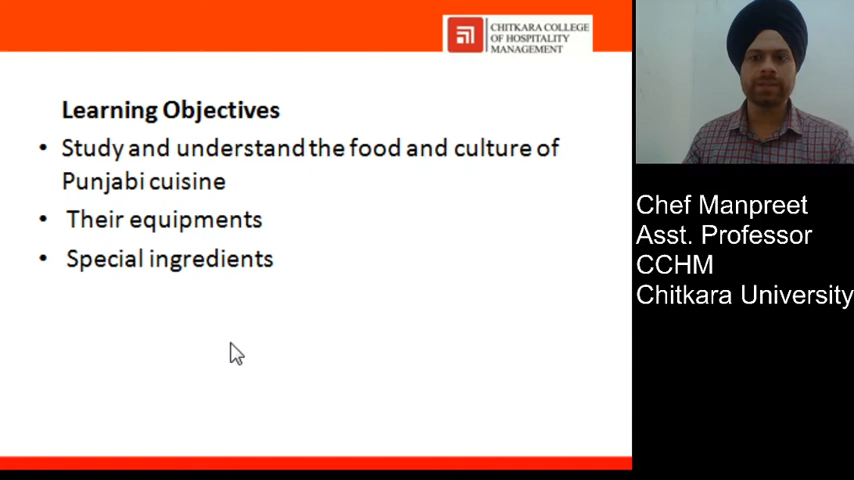 CHITKARA COLLEGE
OF HOSPITALITY
MANAGEMENT
Learning Objectives
• Study and understand the food and culture of
Punjabi cuisine
• Their equipments
• Special ingredients
Chef Manpreet
Asst. Professor
CCHM
Chitkara University